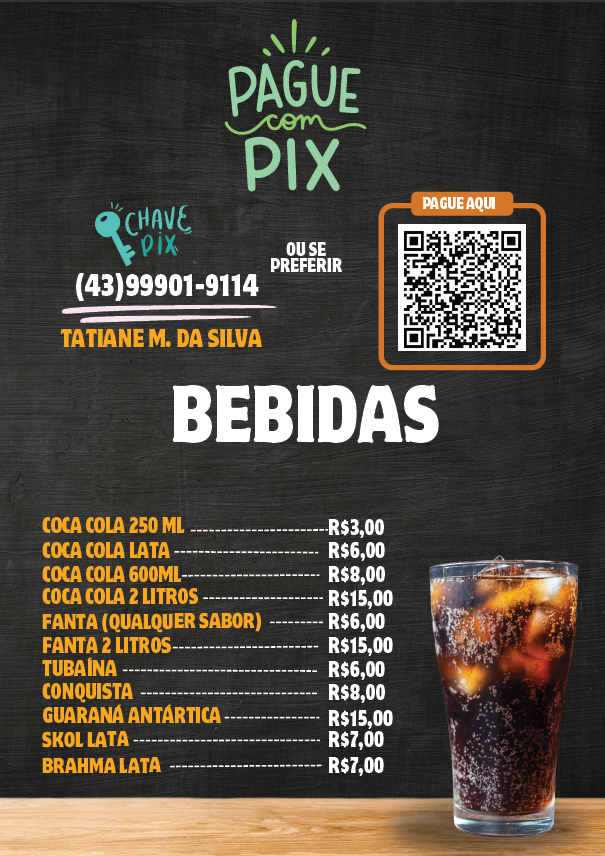 PAGUE
com
PIX
CHAVE
PIX
(43)99901-9114
TATIANE M. DA SILVA
OU SE
PREFERIR
PAGUE AQUI
BEBIDAS
COCA COLA 250 ML ----------------------- R$3,00
COCA COLA LATA ------------------------ R$6,00
COCA COLA 600ML----------------------- R$8,00
COCA COLA 2 LITROS ------------------- R$15,00
FANTA (QUALQUER SABOR) --------- R$6,00
FANTA 2 LITROS------------------------ R$15,00
TUBAÍNA -------------------------------- R$6,00
CONQUISTA ----------------------------- R$8,00
GUARANÁ ANTÁRTICA ---------------- R$15,00
SKOL LATA ------------------------------ R$7,00
BRAHMA LATA ------------------------- R$7,00